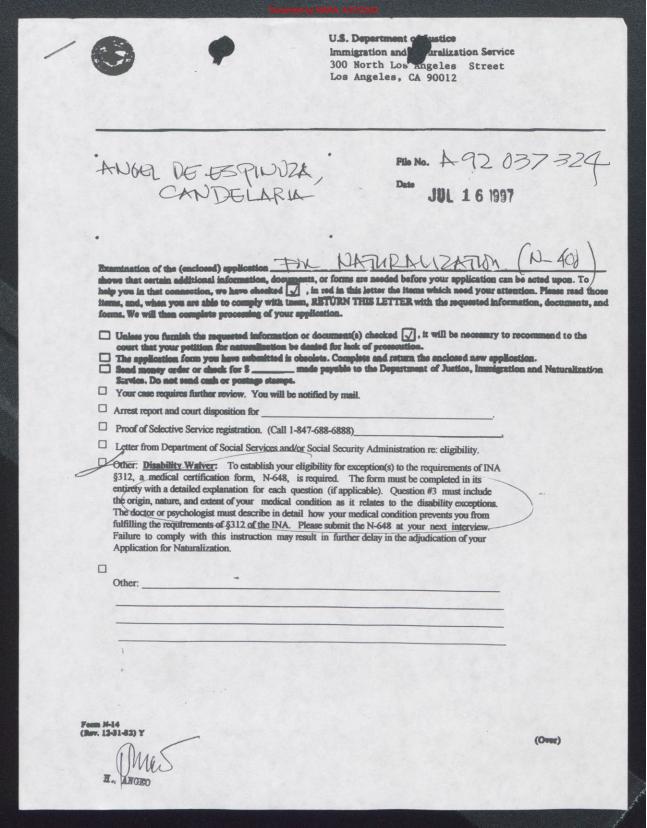 U.S. Department of Justice
Immigration and Naturalization Service
300 North Los Angeles Street
Los Angeles, CA 90012
ANGEL DE ESPINOZA,
CANDELARIA
File No. A92 037 324
Date JUL 16 1997
Examination of the (enclosed) application FOR NATURALIZATION (N-400)
shows that certain additional information, documents, or forms are needed before your application can be acted upon. To
help you in that connection, we have checked ☑, in red in this letter the items which need your attention. Please read those
items, and, when you are able to comply with them, RETURN THIS LETTER with the requested information, documents, and
forms. We will then complete processing of your application.
☐ Unless you furnish the requested information or document(s) checked ☑, it will be necessary to recommend to the
court that your petition for naturalization be denied for lack of prosecution.
☐ The application form you have submitted is obsolete. Complete and return the enclosed new application.
☐ Send money order or check for $ ________ made payable to the Department of Justice, Immigration and Naturalization
Service. Do not send cash or postage stamps.
☐ Your case requires further review. You will be notified by mail.
☐ Arrest report and court disposition for ________.
☐ Proof of Selective Service registration. (Call 1-847-688-6888)________.
☐ Letter from Department of Social Services and/or Social Security Administration re: eligibility.
☐ Other: Disability Waiver: To establish your eligibility for exception(s) to the requirements of INA
§312, a medical certification form, N-648, is required. The form must be completed in its
entirety with a detailed explanation for each question (if applicable). Question #3 must include
the origin, nature, and extent of your medical condition as it relates to the disability exceptions.
The doctor or psychologist must describe in detail how your medical condition prevents you from
fulfilling the requirements of §312 of the INA. Please submit the N-648 at your next interview.
Failure to comply with this instruction may result in further delay in the adjudication of your
Application for Naturalization.
☐
Other: ________
Form N-14
(Rev. 12-31-82) Y
(Over)
H. ANGKO